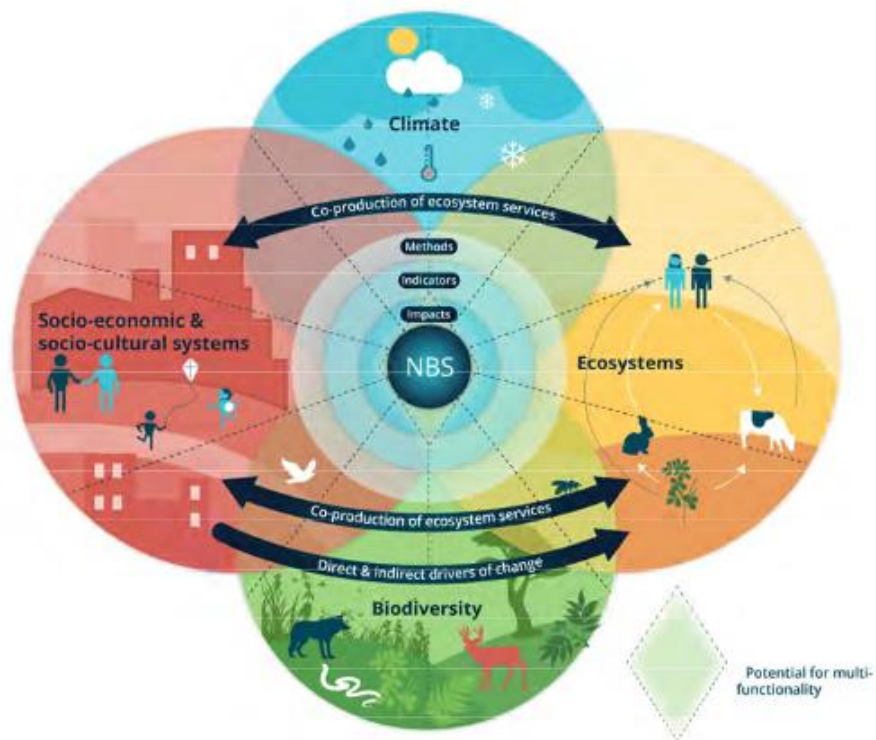 Climate
Co-production of ecosystem services
Methods
Indicators
Impacts
NBS
Socio-economic &
socio-cultural systems
Ecosystems
Co-production of ecosystem services
Direct & indirect drivers of change
Biodiversity
Potential for multi-
functionality